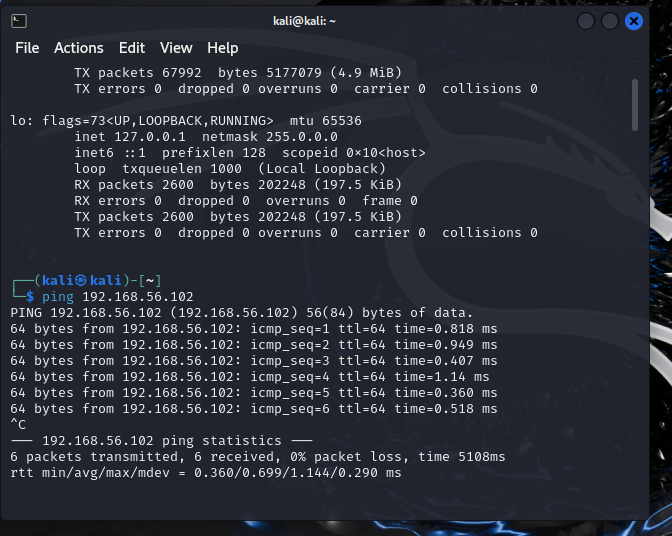 kali@kali: ~
File Actions Edit View Help
TX packets 67992 bytes 5177079 (4.9 MiB)
TX errors 0 dropped 0 overruns 0 carrier 0 collisions 0
lo: flags=73<UP,LOOPBACK,RUNNING> mtu 65536
inet 127.0.0.1 netmask 255.0.0.0
inet6 ::1 prefixlen 128 scopeid 0×10<host>
loop txqueuelen 1000 (Local Loopback)
RX packets 2600 bytes 202248 (197.5 KiB)
RX errors 0 dropped 0 overruns 0 frame 0
TX packets 2600 bytes 202248 (197.5 KiB)
TX errors 0 dropped 0 overruns 0 carrier 0 collisions 0
┌──(kali㉿kali)-[~]
└─$ ping 192.168.56.102
PING 192.168.56.102 (192.168.56.102) 56(84) bytes of data.
64 bytes from 192.168.56.102: icmp_seq=1 ttl=64 time=0.818 ms
64 bytes from 192.168.56.102: icmp_seq=2 ttl=64 time=0.949 ms
64 bytes from 192.168.56.102: icmp_seq=3 ttl=64 time=0.407 ms
64 bytes from 192.168.56.102: icmp_seq=4 ttl=64 time=1.14 ms
64 bytes from 192.168.56.102: icmp_seq=5 ttl=64 time=0.360 ms
64 bytes from 192.168.56.102: icmp_seq=6 ttl=64 time=0.518 ms
^C
--- 192.168.56.102 ping statistics ---
6 packets transmitted, 6 received, 0% packet loss, time 5108ms
rtt min/avg/max/mdev = 0.360/0.699/1.144/0.290 ms